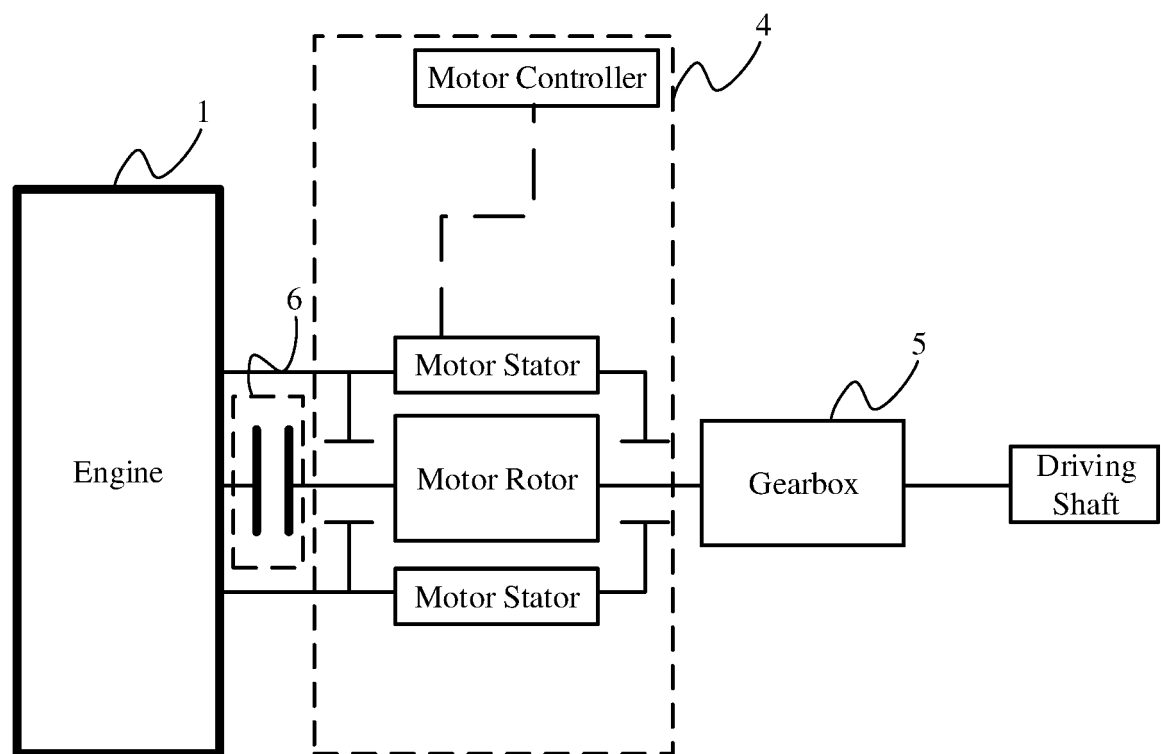 4
Motor Controller
1
6
Motor Stator
5
Engine
Motor Rotor
Gearbox
Driving
Shaft
Motor Stator